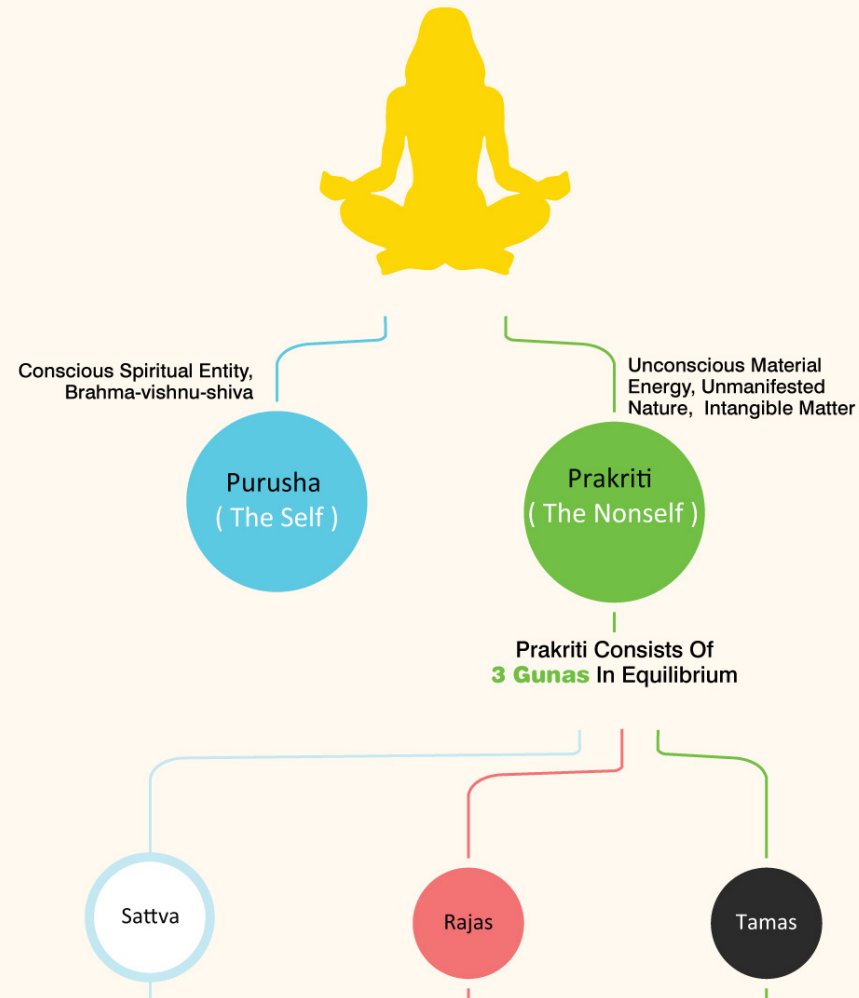 Conscious Spiritual Entity,
Brahma-vishnu-shiva
Unconscious Material
Energy, Unmanifested
Nature, Intangible Matter
Purusha
( The Self )
Prakriti
( The Nonself )
Prakriti Consists Of
3 Gunas In Equilibrium
Sattva
Rajas
Tamas